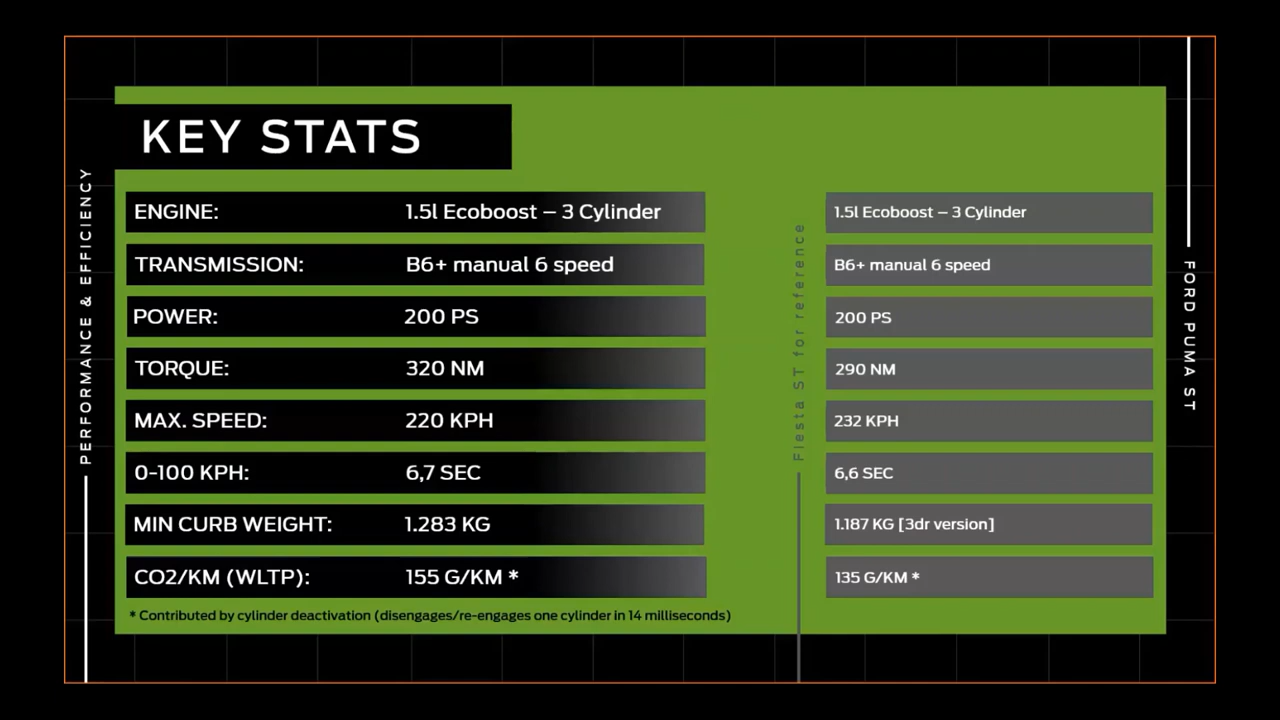 KEY STATS
PERFORMANCE & EFFICIENCY
ENGINE: 1.5l Ecoboost – 3 Cylinder
TRANSMISSION: B6+ manual 6 speed
POWER: 200 PS
TORQUE: 320 NM
MAX. SPEED: 220 KPH
0-100 KPH: 6,7 SEC
MIN CURB WEIGHT: 1.283 KG
CO2/KM (WLTP): 155 G/KM *
* Contributed by cylinder deactivation (disengages/re-engages one cylinder in 14 milliseconds)
Fiesta ST for reference
1.5l Ecoboost – 3 Cylinder
B6+ manual 6 speed
200 PS
290 NM
232 KPH
6,6 SEC
1.187 KG [3dr version]
135 G/KM *
FORD PUMA ST